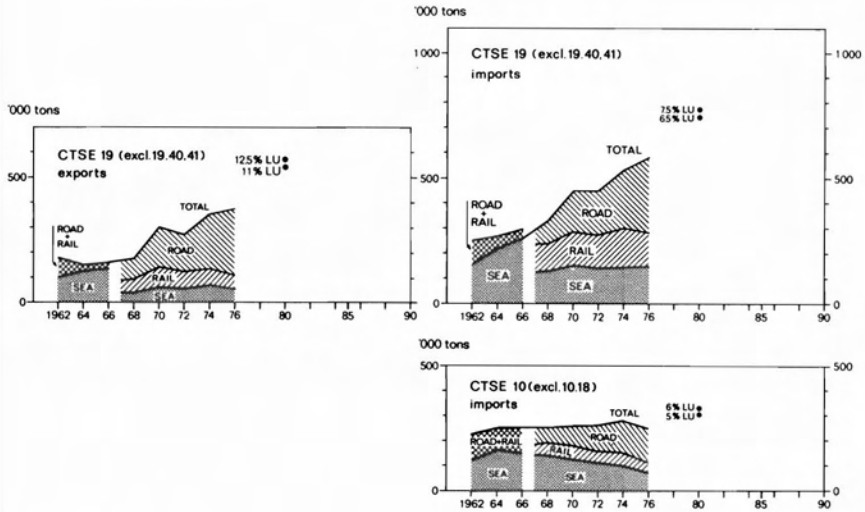 '000 tons
CTSE 19 (excl.19.40,41)
exports
12.5% LU
11% LU
500
TOTAL
ROAD
+
RAIL
ROAD
RAIL
SEA
SEA
0
1962 64 66 68 70 72 74 76 80 85 90
'000 tons
1000
1000
CTSE 19 (excl.19.40,41)
imports
75% LU
65% LU
TOTAL
500
500
ROAD
+
RAIL
ROAD
RAIL
SEA
SEA
0
0
1962 64 66 68 70 72 74 76 80 85 90
'000 tons
500
500
CTSE 10(excl.10.18)
imports
6% LU
5% LU
TOTAL
ROAD+RAIL
ROAD
RAIL
SEA
SEA
0
0
1962 64 66 68 70 72 74 76 80 85 90